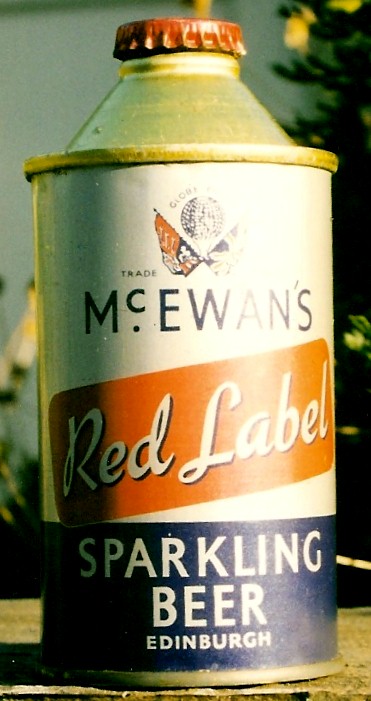 GLOBE
TRADE
McEWAN'S
Red Label
SPARKLING
BEER
EDINBURGH